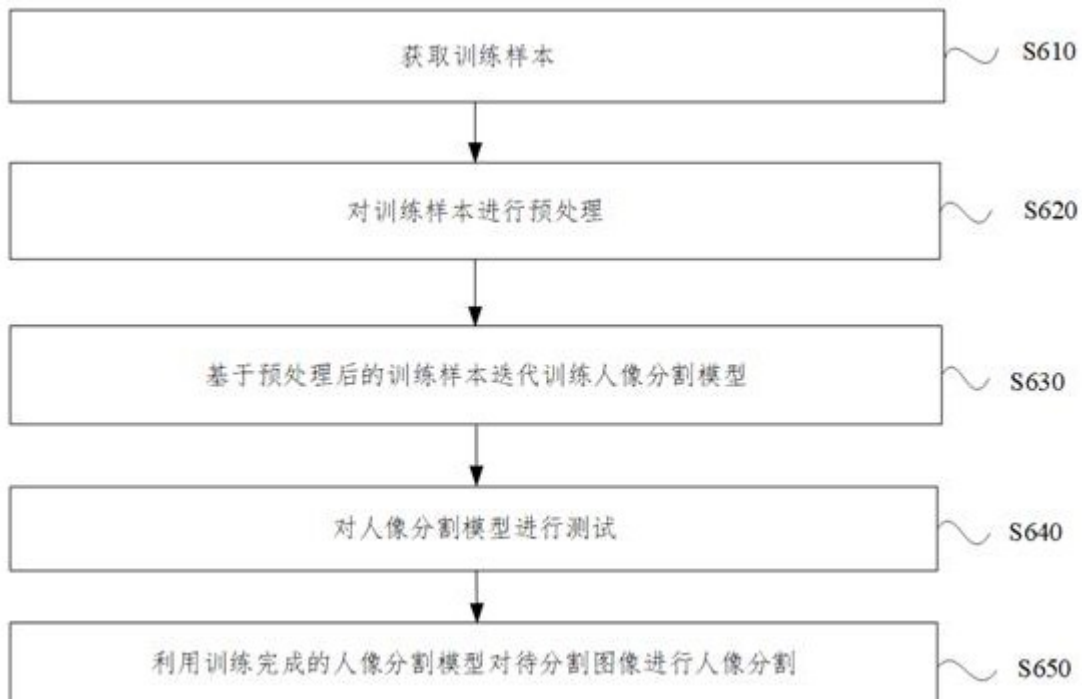 获取训练样本
S610
对训练样本进行预处理
S620
基于预处理后的训练样本迭代训练人像分割模型
S630
对人像分割模型进行测试
S640
利用训练完成的人像分割模型对待分割图像进行人像分割
S650